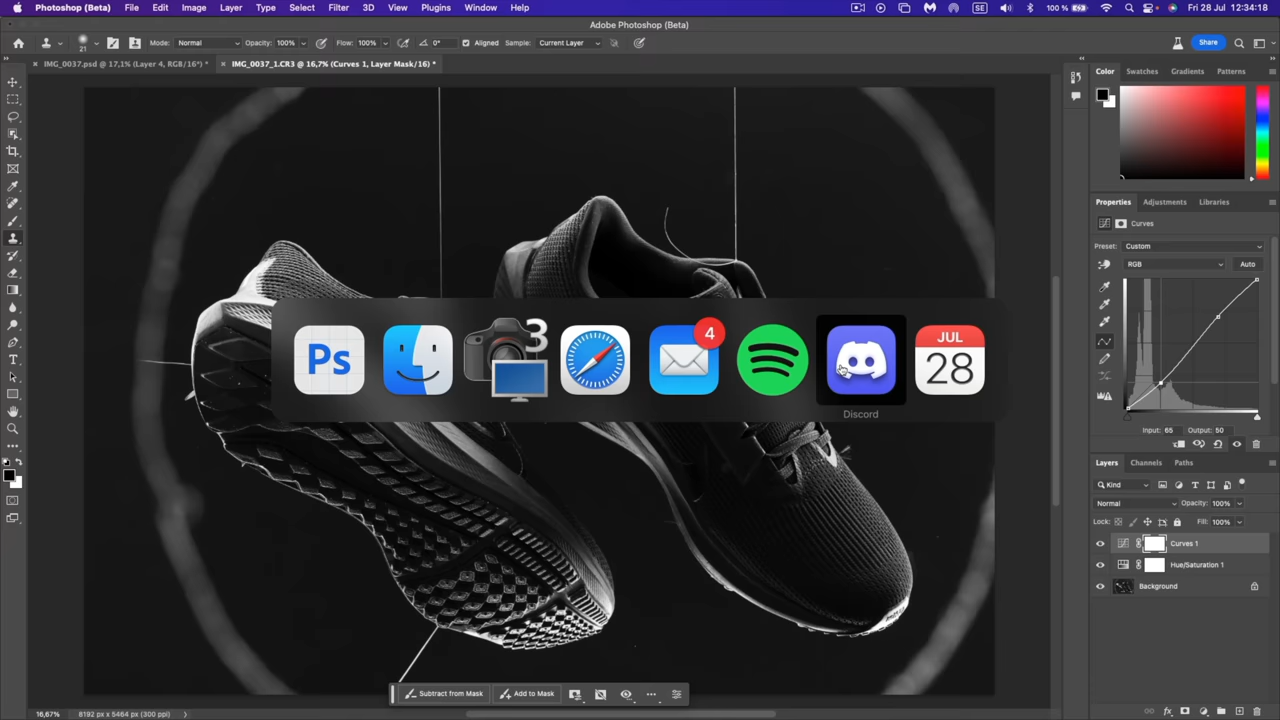 Photoshop (Beta) File Edit Image Layer Type Select Filter 3D View Plugins Window Help 100 % SE Fri 28 Jul 12:34:18
Adobe Photoshop (Beta)
21 Mode: Normal Opacity: 100% Flow: 100% 0° Aligned Sample: Current Layer Share
IMG_0037.psd @ 17,1% (Layer 4, RGB/16*) * IMG_0037_1.CR3 @ 16,7% (Curves 1, Layer Mask/16) *
Color Swatches Gradients Patterns
Properties Adjustments Libraries
Curves
Preset: Custom
RGB Auto
Ps 3 4 JUL
28
Discord
Input: 65 Output: 50
Layers Channels Paths
Kind
Normal Opacity: 100%
Lock: Fill: 100%
Curves 1
Hue/Saturation 1
Background
Subtract from Mask Add to Mask
16,67% 8192 px x 5464 px (300 ppi)